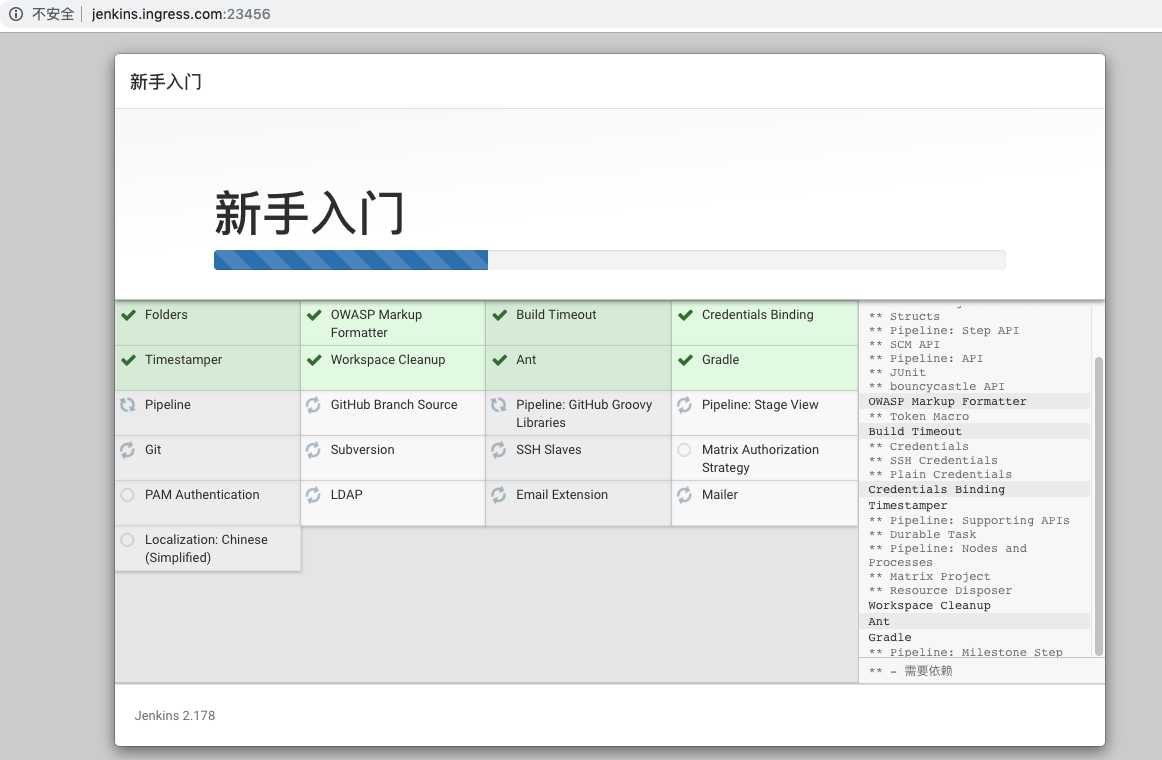 不安全 jenkins.ingress.com:23456
新手入门
新手入门
Folders
OWASP Markup
Formatter
Build Timeout
Credentials Binding
Timestamper
Workspace Cleanup
Ant
Gradle
Pipeline
GitHub Branch Source
Pipeline: GitHub Groovy
Libraries
Pipeline: Stage View
Git
Subversion
SSH Slaves
Matrix Authorization
Strategy
PAM Authentication
LDAP
Email Extension
Mailer
Localization: Chinese
(Simplified)
** Structs
** Pipeline: Step API
** SCM API
** Pipeline: API
** JUnit
** bouncycastle API
OWASP Markup Formatter
** Token Macro
Build Timeout
** Credentials
** SSH Credentials
** Plain Credentials
Credentials Binding
Timestamper
** Pipeline: Supporting APIs
** Durable Task
** Pipeline: Nodes and
Processes
** Matrix Project
** Resource Disposer
Workspace Cleanup
Ant
Gradle
** Pipeline: Milestone Step
** - 需要依赖
Jenkins 2.178